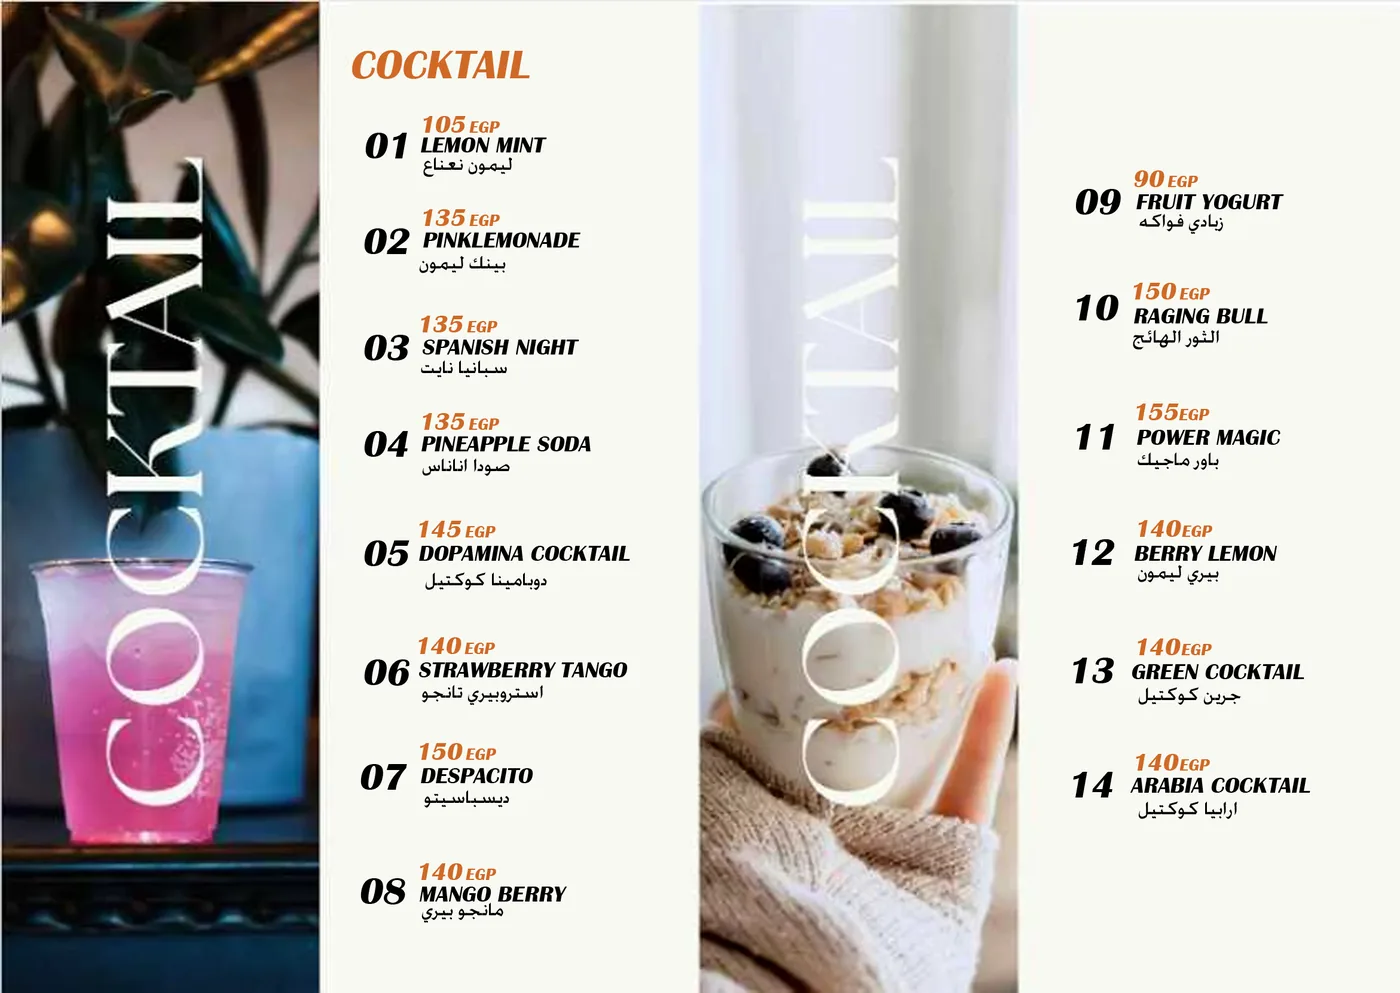 COCKTAIL
COCKTAIL
01
105 EGP
LEMON MINT
ليمون نعناع
02
135 EGP
PINKLEMONADE
بينك ليمون
03
135 EGP
SPANISH NIGHT
سبانيا نايت
04
135 EGP
PINEAPPLE SODA
صودا اناناس
05
145 EGP
DOPAMINA COCKTAIL
دوبامينا كوكتيل
06
140 EGP
STRAWBERRY TANGO
استروبيري تانجو
07
150 EGP
DESPACITO
ديسباسيتو
08
140 EGP
MANGO BERRY
مانجو بيري
COCKTAIL
09
90 EGP
FRUIT YOGURT
زبادي فواكه
10
150 EGP
RAGING BULL
الثور الهائج
11
155EGP
POWER MAGIC
باور ماجيك
12
140EGP
BERRY LEMON
بيري ليمون
13
140EGP
GREEN COCKTAIL
جرين كوكتيل
14
140EGP
ARABIA COCKTAIL
ارابيا كوكتيل